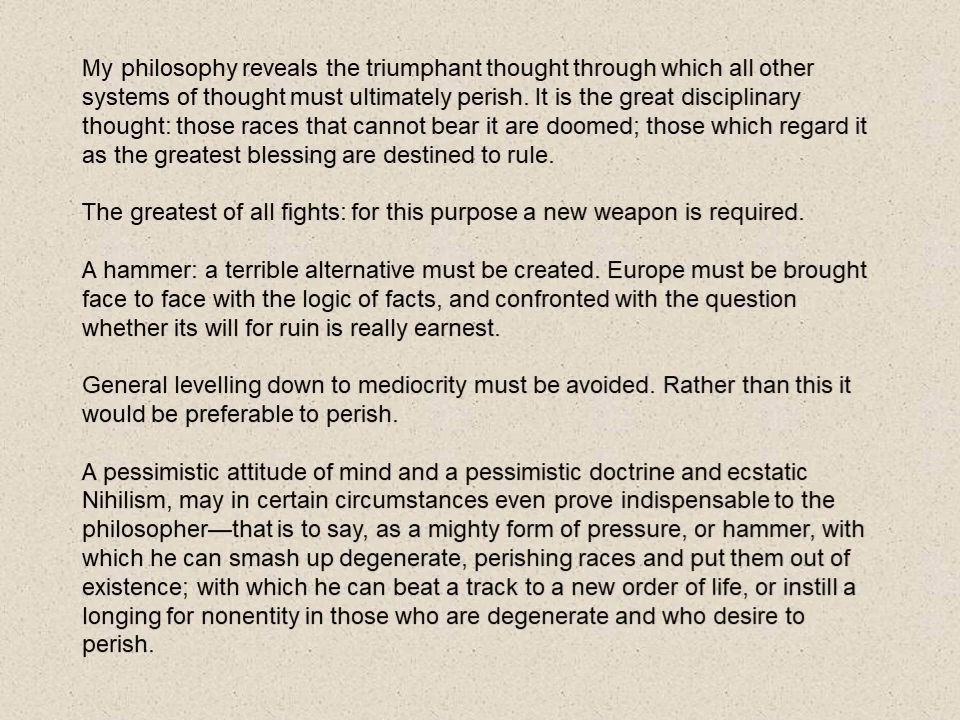 My philosophy reveals the triumphant thought through which all other
systems of thought must ultimately perish. It is the great disciplinary
thought: those races that cannot bear it are doomed; those which regard it
as the greatest blessing are destined to rule.
The greatest of all fights: for this purpose a new weapon is required.
A hammer: a terrible alternative must be created. Europe must be brought
face to face with the logic of facts, and confronted with the question
whether its will for ruin is really earnest.
General levelling down to mediocrity must be avoided. Rather than this it
would be preferable to perish.
A pessimistic attitude of mind and a pessimistic doctrine and ecstatic
Nihilism, may in certain circumstances even prove indispensable to the
philosopher—that is to say, as a mighty form of pressure, or hammer, with
which he can smash up degenerate, perishing races and put them out of
existence; with which he can beat a track to a new order of life, or instill a
longing for nonentity in those who are degenerate and who desire to
perish.